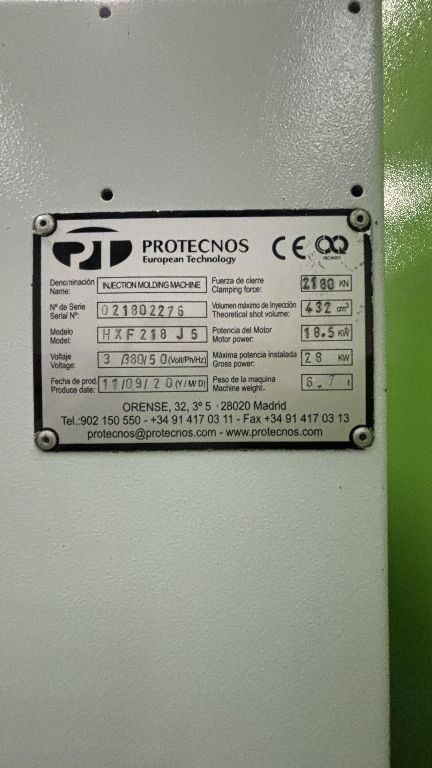 PROTECNOS
European Technology
CE
Denominación INJECTION MOLDING MACHINE Fuerza de cierre 2180 KN
Name: Clamping force:
Nº de Serie 021802276 Volumen máximo de Inyección 432 cm³
Serial Nº: Theoretical shot volume:
Modelo HXF218 J5 Potencia del Motor 18.5 KW
Model: Motor power:
Voltaje 3/380/50 (Volt/Ph/Hz) Máxima potencia instalada 28 KW
Voltage: Gross power:
Fecha de prod. 11/09/20 (Y/M/D) Peso de la maquina 6.7 t
Produce date: Machine weight:
ORENSE, 32, 3º 5 · 28020 Madrid
Tel.:902 150 550 - +34 91 417 03 11 - Fax +34 91 417 03 13
protecnos@protecnos.com - www.protecnos.com